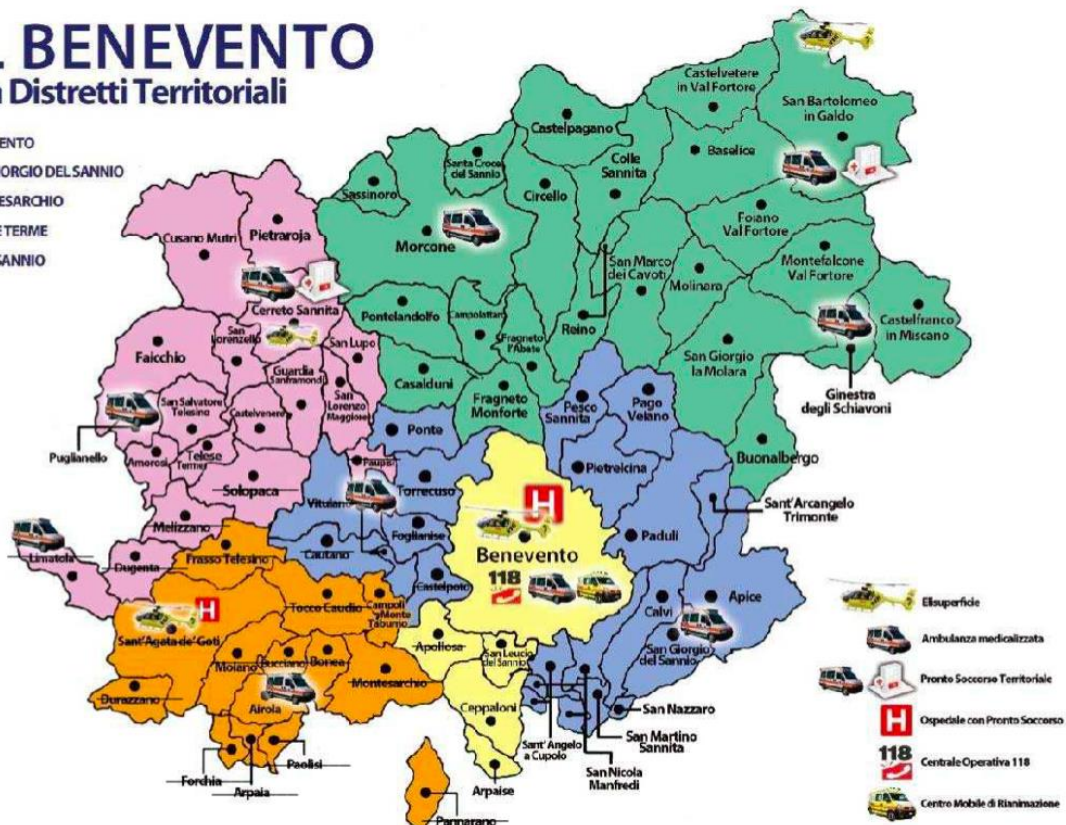 L BENEVENTO
Distretti Territoriali
ENTO
IORGIO DEL SANNIO
ESARCHIO
E TERME
SANNIO
Castelvetere
in Val Fortore
San Bartolomeo
in Galdo
Castelpagano
Baselice
Santa Croce
del Sannio
Colle
Sannita
Sassinoro
Circello
Foiano
Val Fortore
Cusano Mutri
Pietraroja
Morcone
San Marco
dei Cavoti
Montefalcone
Val Fortore
Molinara
Cerreto Sannita
Pontelandolfo
Campolattaro
Reino
Castelfranco
in Miscano
San
Lorenzello
San Lupo
Fragneto
l'Abate
Faicchio
San Giorgio
la Molara
Guardia
Sanframondi
Casalduni
Ginestra
degli Schiavoni
San Salvatore
Telesino
San
Lorenzo
Maggiore
Fragneto
Monforte
Pesco
Sannita
Pago
Veiano
Castelvenere
Ponte
Puglianello
Amorosi
Telese
Terme
Paupisi
Pietrelcina
Buonalbergo
Solopaca
Vitulano
Torrecuso
Sant'Arcangelo
Trimonte
Melizzano
Foglianise
Paduli
Limatola
Dugenta
Frasso Telesino
Cautano
Benevento
H
Castelpoto
118
Tocco Caudio
Campoli
Monte
Taburno
Calvi
Apice
Elisuperficie
H
Sant'Agata de' Goti
Apollosa
San Leucio
del Sannio
San Giorgio
del Sannio
Ambulanza medicalizzata
Moiano
Bucciano
Bonea
Montesarchio
Pronto Soccorso Territoriale
Durazzano
Airola
Ceppaloni
San Nazzaro
H
Ospedale con Pronto Soccorso
Sant'Angelo
a Cupolo
San Martino
Sannita
Forchia
Arpaia
Paolisi
San Nicola
Manfredi
118
Centrale Operativa 118
Arpaise
Pannarano
Centro Mobile di Rianimazione